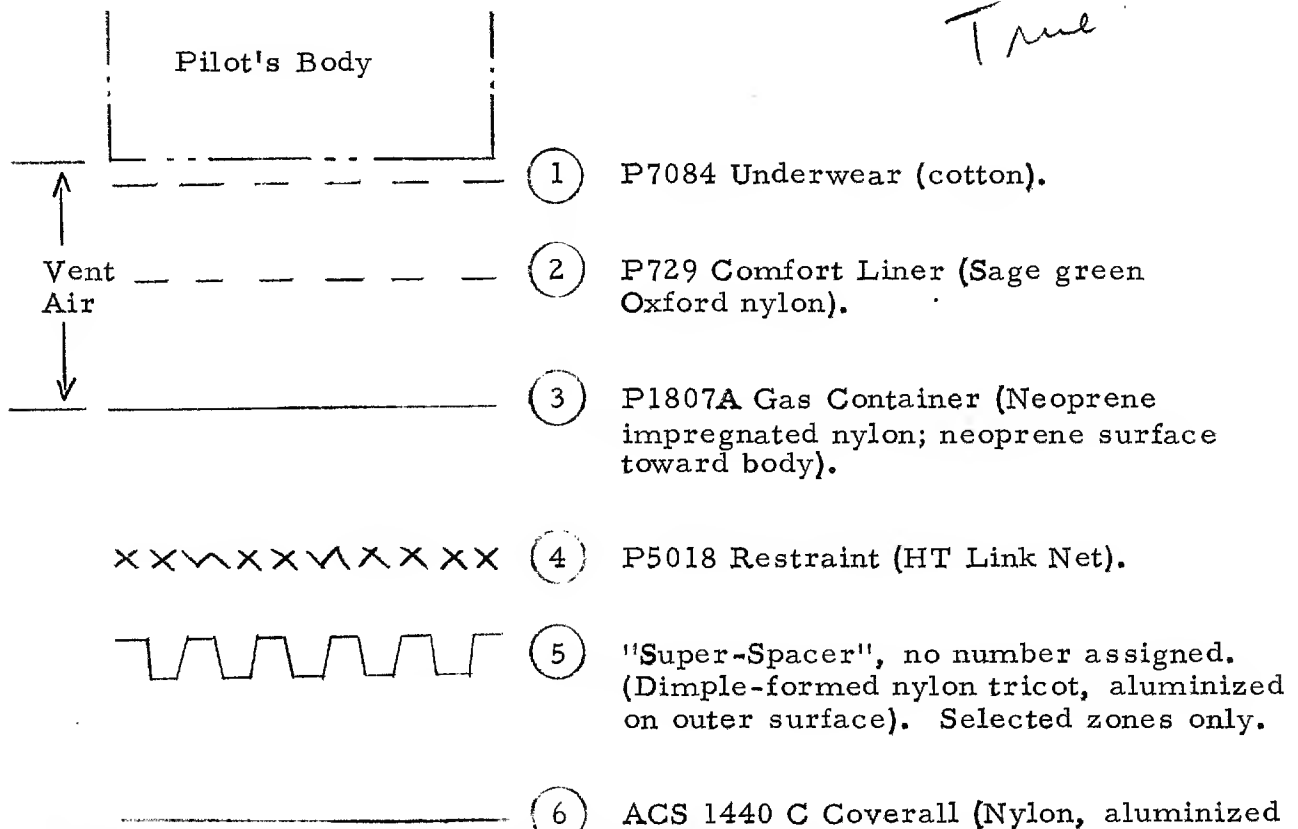 True
Pilot's Body
1 P7084 Underwear (cotton).
Vent
Air
2 P729 Comfort Liner (Sage green
Oxford nylon).
3 P1807A Gas Container (Neoprene
impregnated nylon; neoprene surface
toward body).
4 P5018 Restraint (HT Link Net).
5 "Super-Spacer", no number assigned.
(Dimple-formed nylon tricot, aluminized
on outer surface). Selected zones only.
6 ACS 1440 C Coverall (Nylon, aluminized